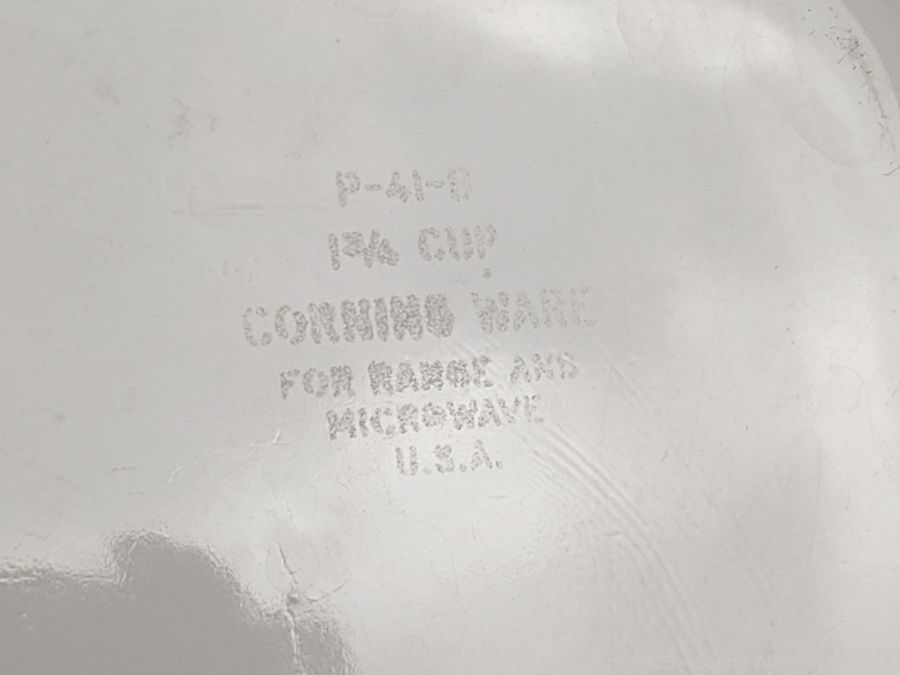 P-41-B
1¾ CUP
CORNING WARE
FOR RANGE AND
MICROWAVE
U.S.A.